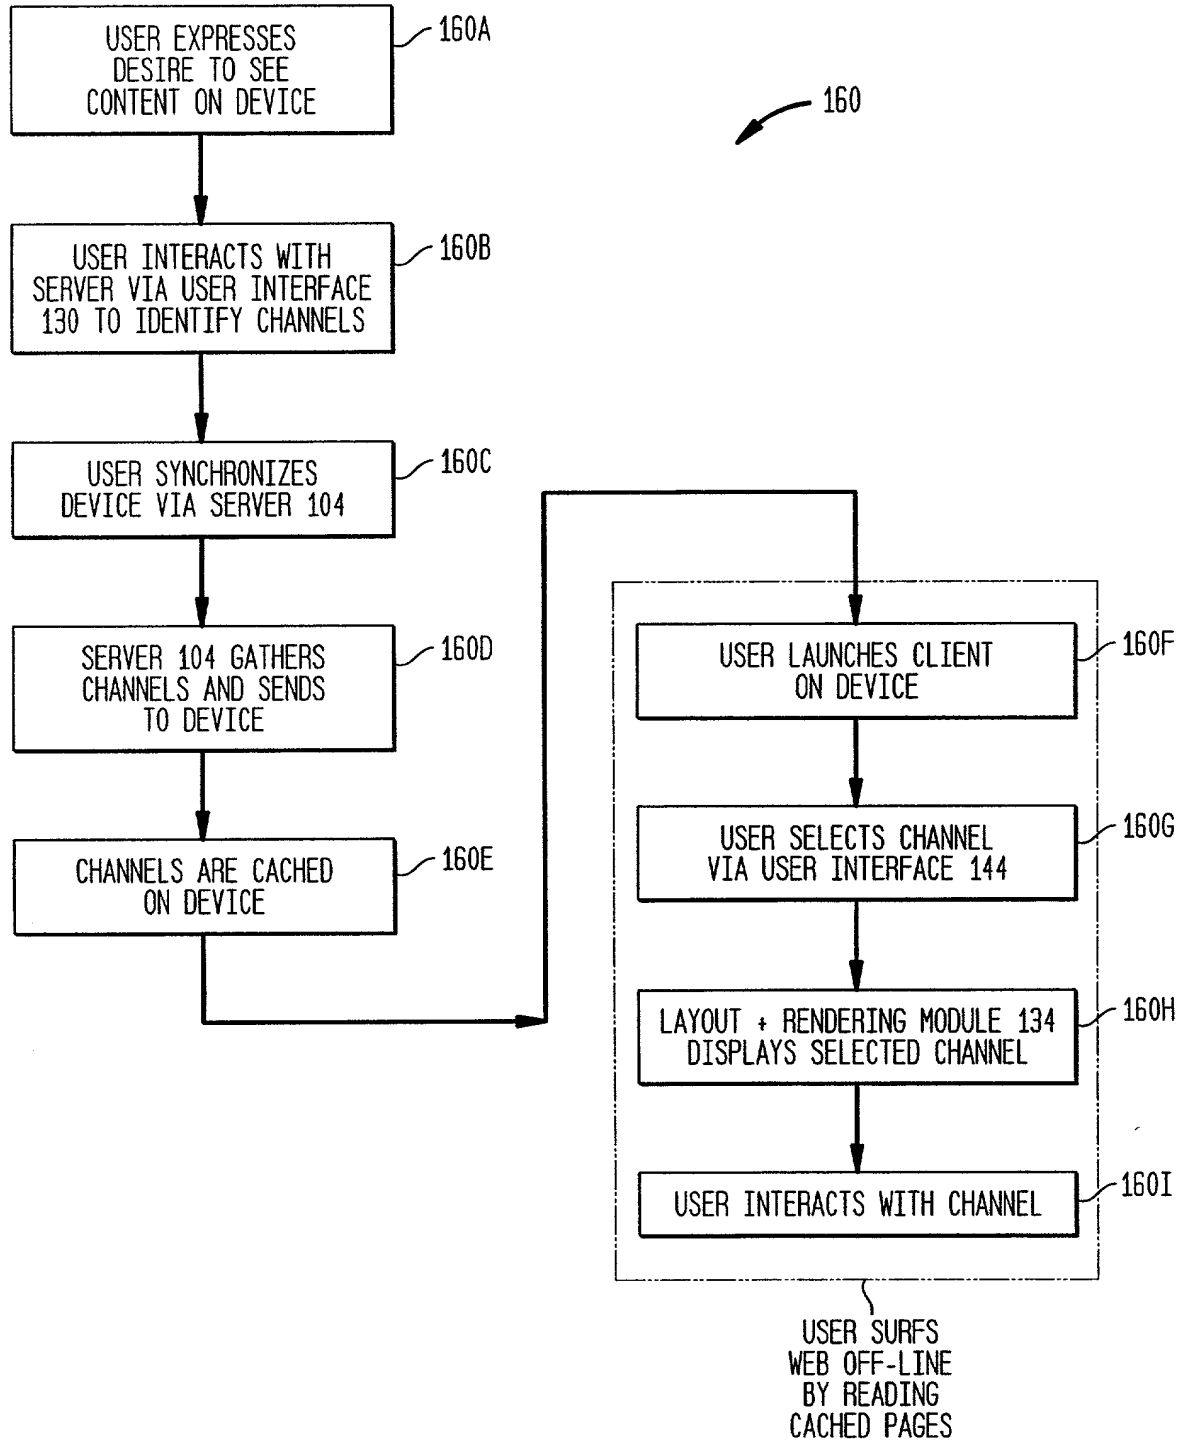 USER EXPRESSES
DESIRE TO SEE
CONTENT ON DEVICE
160A
160
USER INTERACTS WITH
SERVER VIA USER INTERFACE
130 TO IDENTIFY CHANNELS
160B
USER SYNCHRONIZES
DEVICE VIA SERVER 104
160C
SERVER 104 GATHERS
CHANNELS AND SENDS
TO DEVICE
160D
CHANNELS ARE CACHED
ON DEVICE
160E
USER LAUNCHES CLIENT
ON DEVICE
160F
USER SELECTS CHANNEL
VIA USER INTERFACE 144
160G
LAYOUT + RENDERING MODULE 134
DISPLAYS SELECTED CHANNEL
160H
USER INTERACTS WITH CHANNEL
160I
USER SURFS
WEB OFF-LINE
BY READING
CACHED PAGES